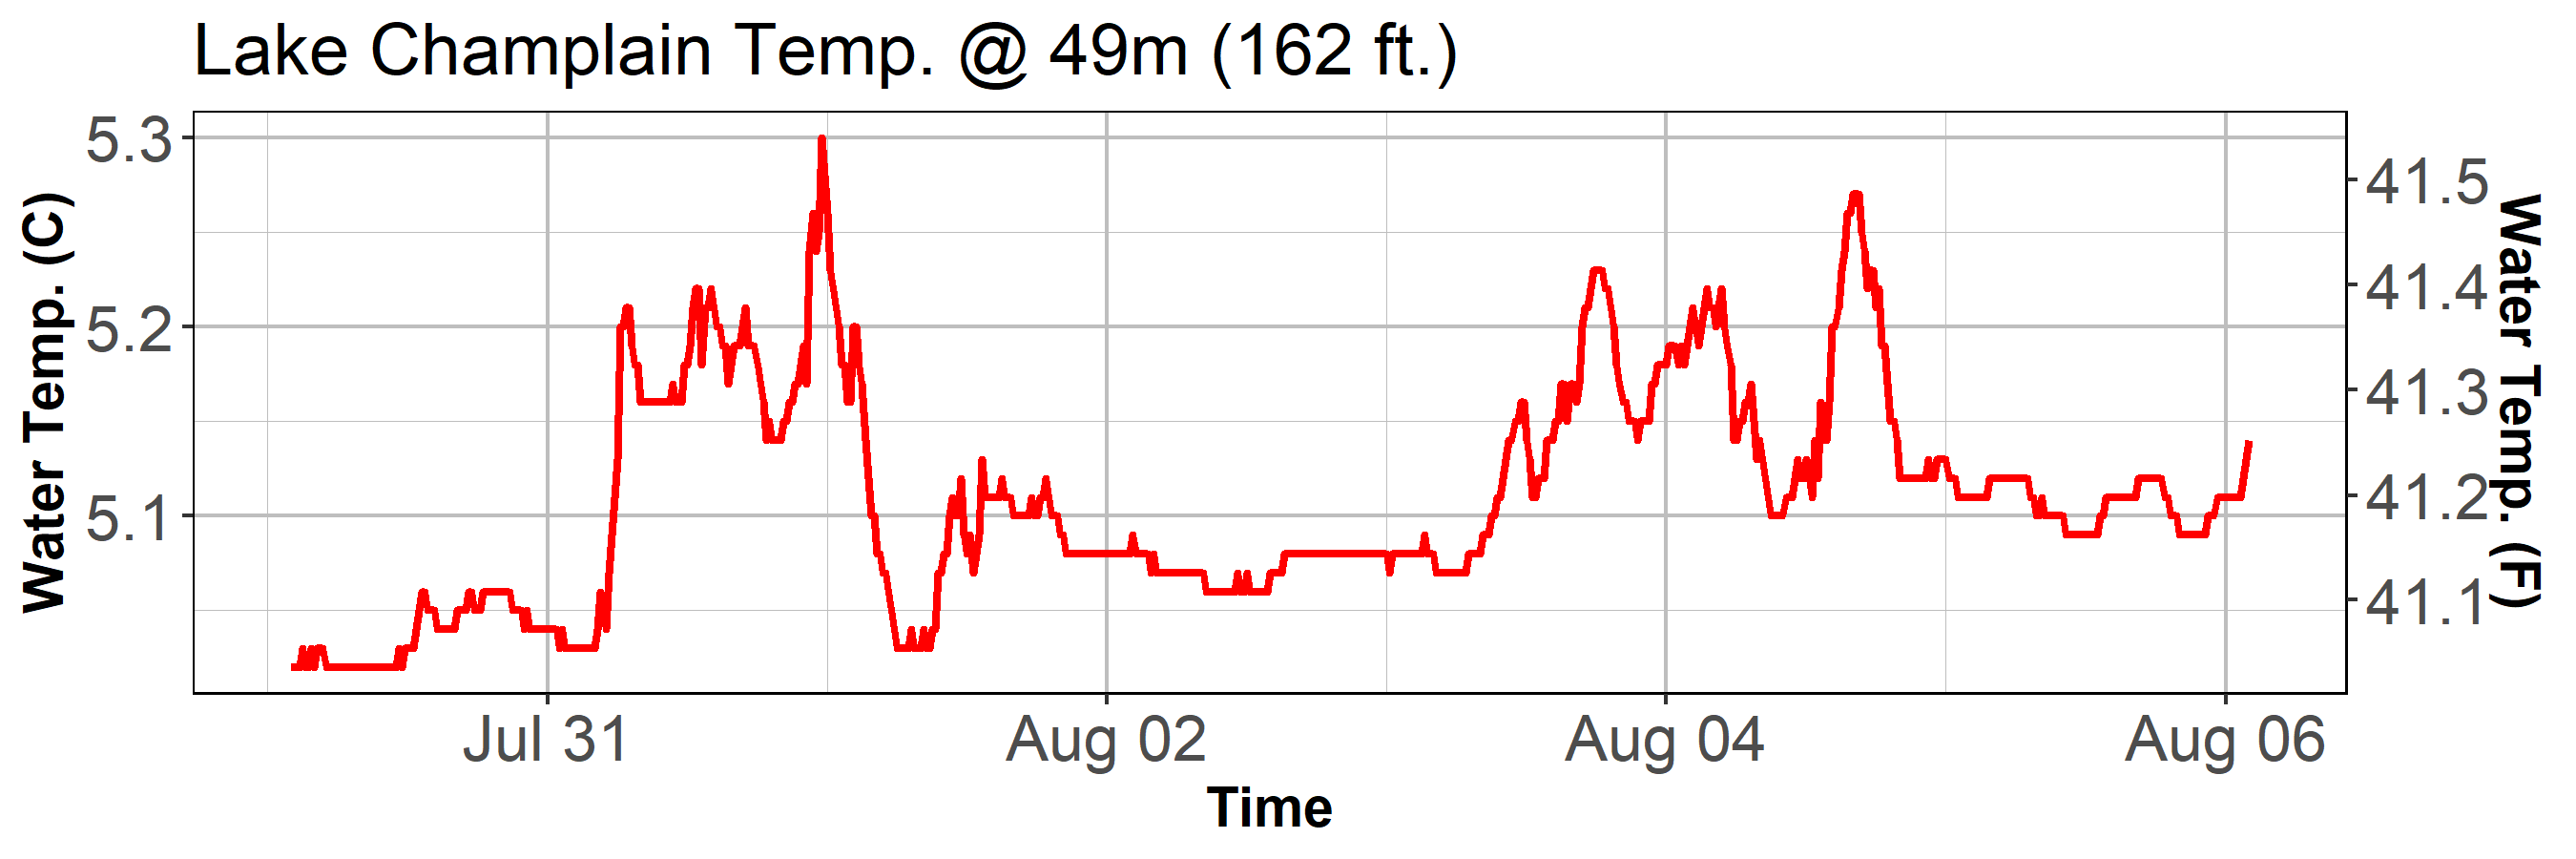 Lake Champlain Temp. @ 49m (162 ft.)
Water Temp. (C)
5.3
5.2
5.1
41.5
41.4
41.3
41.2
41.1
Water Temp. (F)
Jul 31
Aug 02
Aug 04
Aug 06
Time